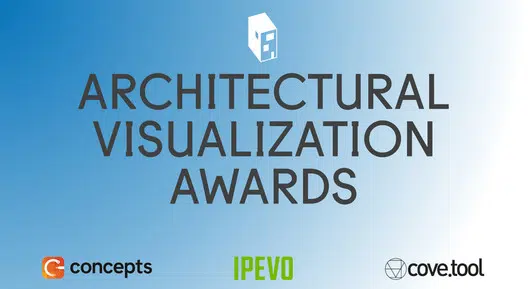 ARCHITECTURAL
VISUALIZATION
AWARDS
concepts
IPEVO
cove.tool